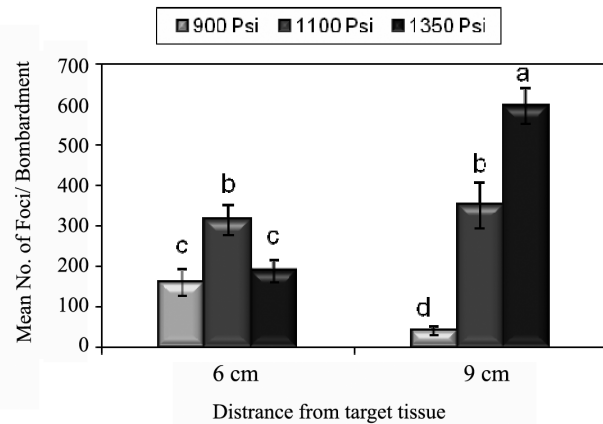 900 Psi 1100 Psi 1350 Psi
Mean No. of Foci/ Bombardment
700
600
500
400
300
200
100
0
c
b
c
d
b
a
6 cm
9 cm
Distrance from target tissue